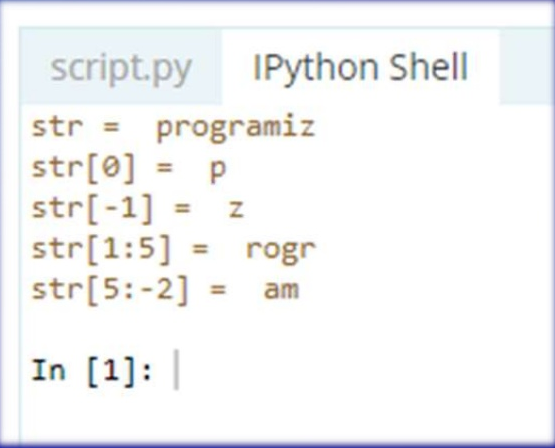 script.py IPython Shell
str =  programiz
str[0] =  p
str[-1] =  z
str[1:5] =  rogr
str[5:-2] =  am
In [1]: